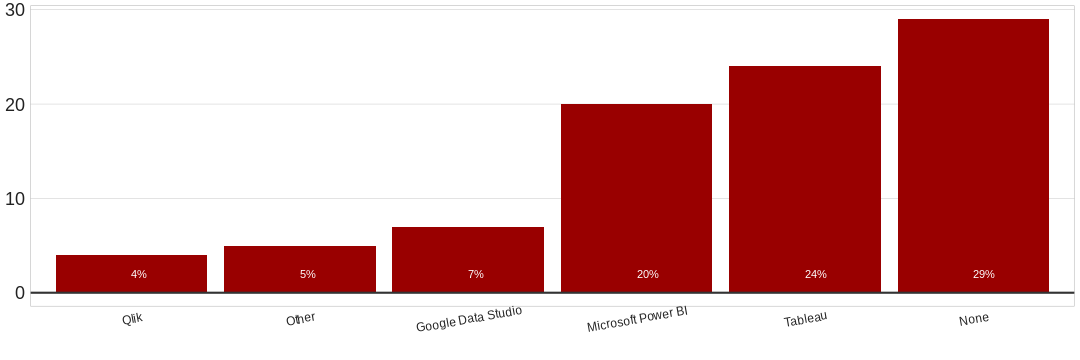 30
20
10
0
4%
5%
7%
20%
24%
29%
Qlik
Other
Google Data Studio
Microsoft Power BI
Tableau
None